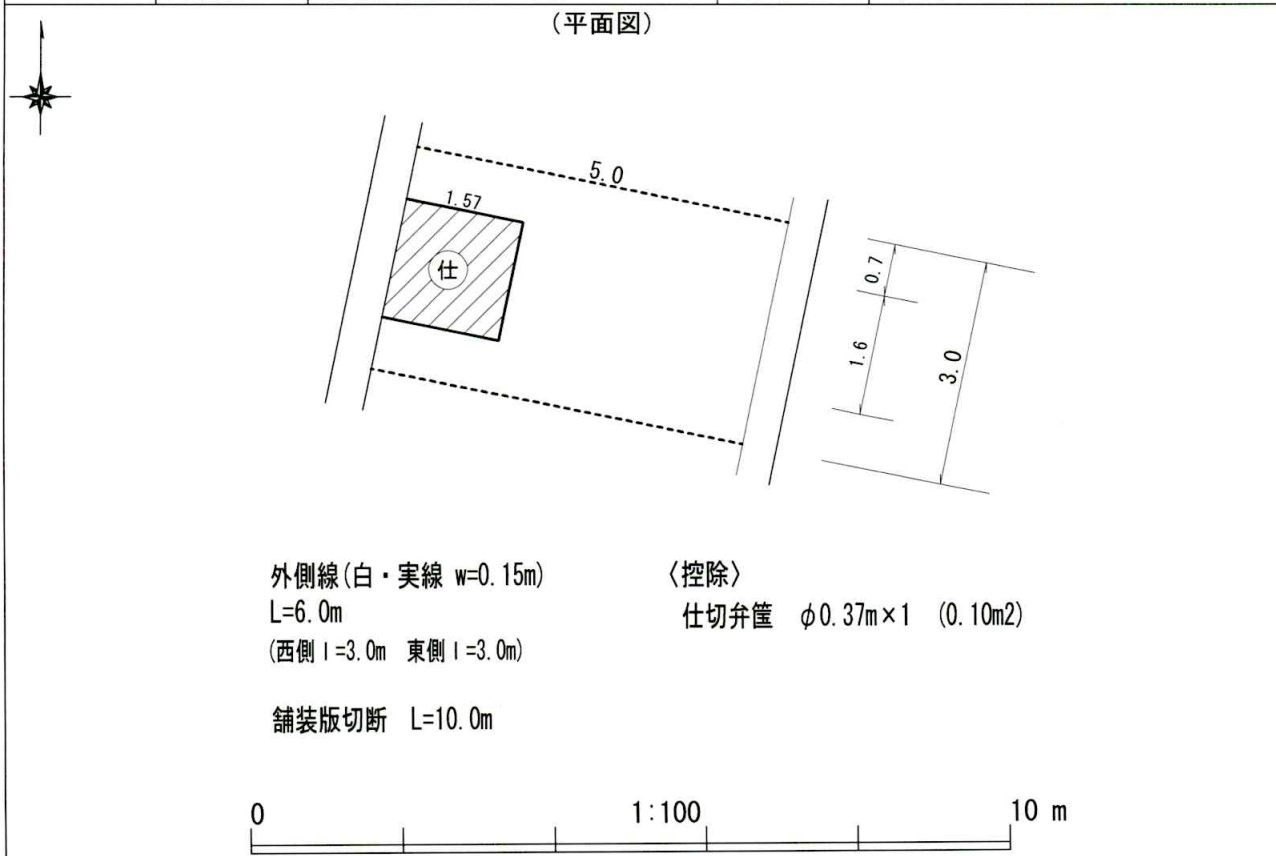 (平面図)
5.0
1.57
仕
0.7
1.6
3.0
外側線(白・実線 w=0.15m)
L=6.0m
(西側 l=3.0m 東側 l=3.0m)
舗装版切断 L=10.0m
〈控除〉
仕切弁筐 φ0.37m×1 (0.10m2)
0 1:100 10 m